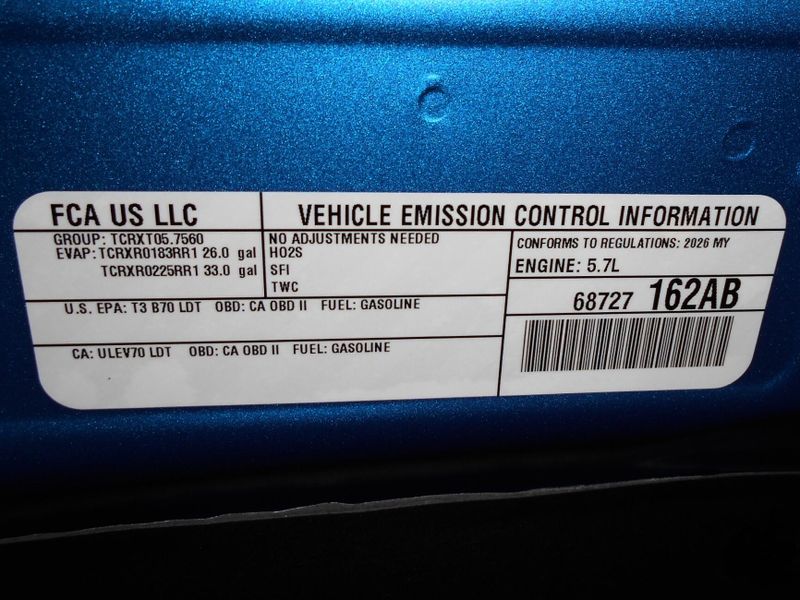 FCA US LLC
VEHICLE EMISSION CONTROL INFORMATION
GROUP: TCRXT05.7560
EVAP: TCRXR0183RR1 26.0 gal
TCRXR0225RR1 33.0 gal
NO ADJUSTMENTS NEEDED
HO2S
SFI
TWC
CONFORMS TO REGULATIONS: 2026 MY
ENGINE: 5.7L
U.S. EPA: T3 B70 LDT OBD: CA OBD II FUEL: GASOLINE
68727 162AB
CA: ULEV70 LDT OBD: CA OBD II FUEL: GASOLINE